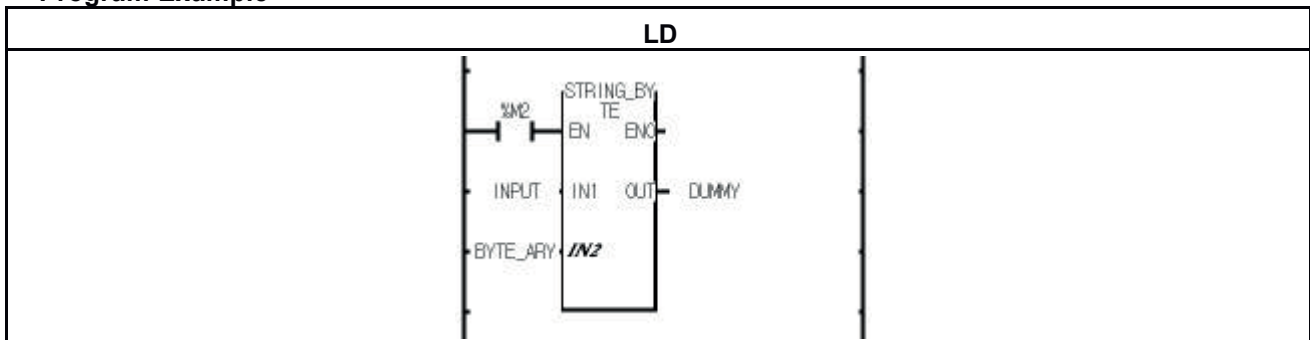 Program Example
LD
STRING_BY
%M2 TE
EN ENO
INPUT IN1 OUT DUMMY
BYTE_ARY IN2